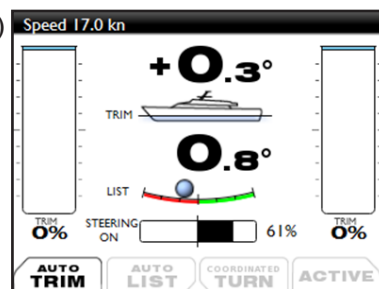 )
Speed 17.0 kn
+0.3°
TRIM
0.8°
LIST
TRIM
0%
STEERING
ON
61%
TRIM
0%
AUTO
TRIM
AUTO
LIST
COORDINATED
TURN
ACTIVE